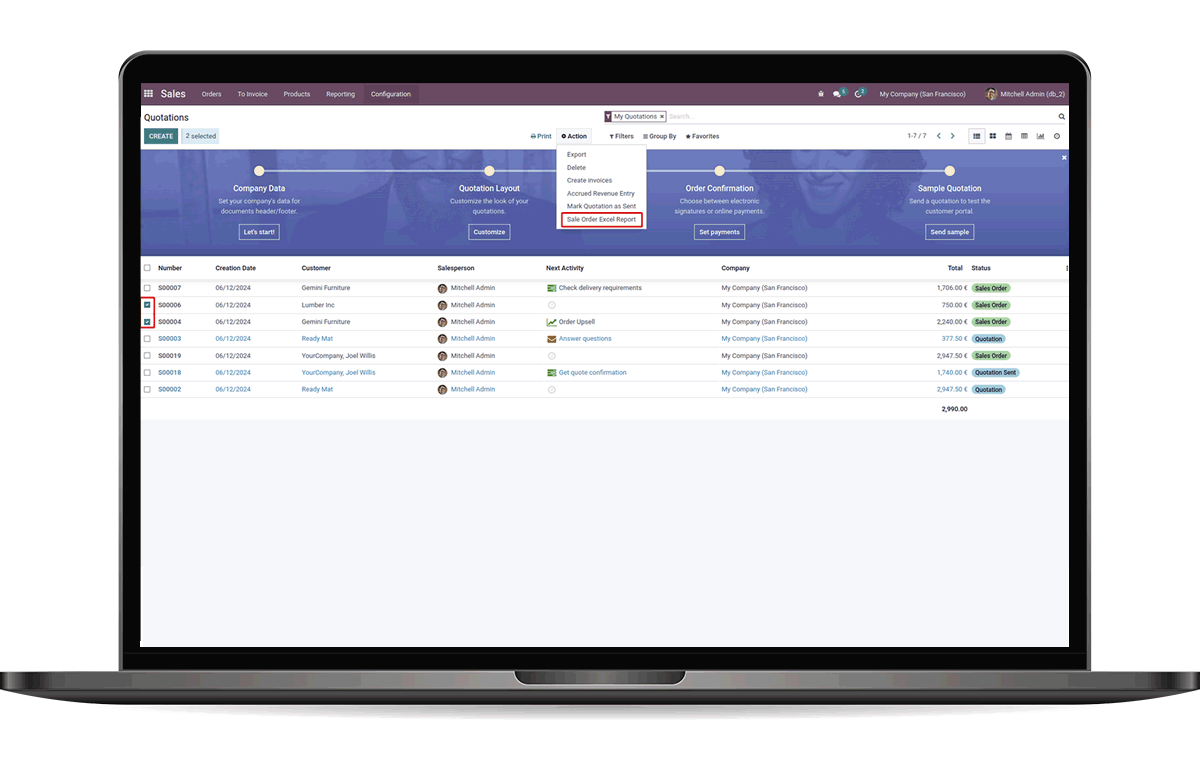 Sales Orders To Invoice Products Reporting Configuration 5 2 My Company (San Francisco) Mitchell Admin (db_2)
Quotations My Quotations × Search...
CREATE 2 selected Print Action Filters Group By Favorites 1-7 / 7
Export
Delete
Create invoices
Accrued Revenue Entry
Mark Quotation as Sent
Sale Order Excel Report
Company Data
Set your company's data for
documents header/footer.
Let's start!
Quotation Layout
Customize the look of your
quotations.
Customize
Order Confirmation
Choose between electronic
signatures or online payments.
Set payments
Sample Quotation
Send a quotation to test the
customer portal.
Send sample
Number Creation Date Customer Salesperson Next Activity Company Total Status
S00007 06/12/2024 Gemini Furniture Mitchell Admin Check delivery requirements My Company (San Francisco) 1,706.00 € Sales Order
S00006 06/12/2024 Lumber Inc Mitchell Admin My Company (San Francisco) 750.00 € Sales Order
S00004 06/12/2024 Gemini Furniture Mitchell Admin Order Upsell My Company (San Francisco) 2,240.00 € Sales Order
S00003 06/12/2024 Ready Mat Mitchell Admin Answer questions My Company (San Francisco) 377.50 € Quotation
S00019 06/12/2024 YourCompany, Joel Willis Mitchell Admin My Company (San Francisco) 2,947.50 € Sales Order
S00018 06/12/2024 YourCompany, Joel Willis Mitchell Admin Get quote confirmation My Company (San Francisco) 1,740.00 € Quotation Sent
S00002 06/12/2024 Ready Mat Mitchell Admin My Company (San Francisco) 2,947.50 € Quotation
2,990.00